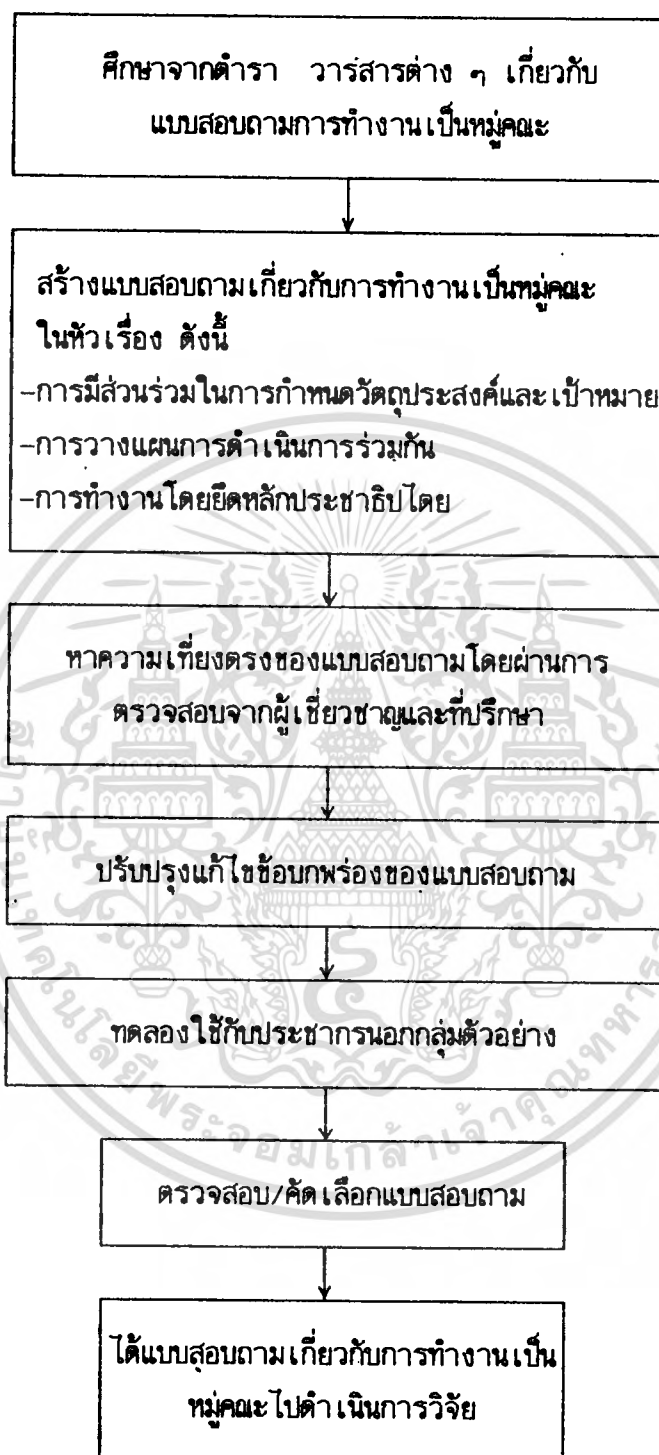 ศึกษาจากตำรา วารสารต่าง ๆ เกี่ยวกับ
แบบสอบถามการทำงานเป็นหมู่คณะ
สร้างแบบสอบถามเกี่ยวกับการทำงานเป็นหมู่คณะ
ในหัวเรื่อง ดังนี้
-การมีส่วนร่วมในการกำหนดวัตถุประสงค์และเป้าหมาย
-การวางแผนการดำเนินการร่วมกัน
-การทำงานโดยยึดหลักประชาธิปไตย
หาความเที่ยงตรงของแบบสอบถามโดยผ่านการ
ตรวจสอบจากผู้เชี่ยวชาญและที่ปรึกษา
ปรับปรุงแก้ไขข้อบกพร่องของแบบสอบถาม
ทดลองใช้กับประชากรนอกกลุ่มตัวอย่าง
พระจอมเกล้าเจ้าคุณทหาร
ตรวจสอบ/คัดเลือกแบบสอบถาม
ได้แบบสอบถามเกี่ยวกับการทำงานเป็น
หมู่คณะไปดำเนินการวิจัย